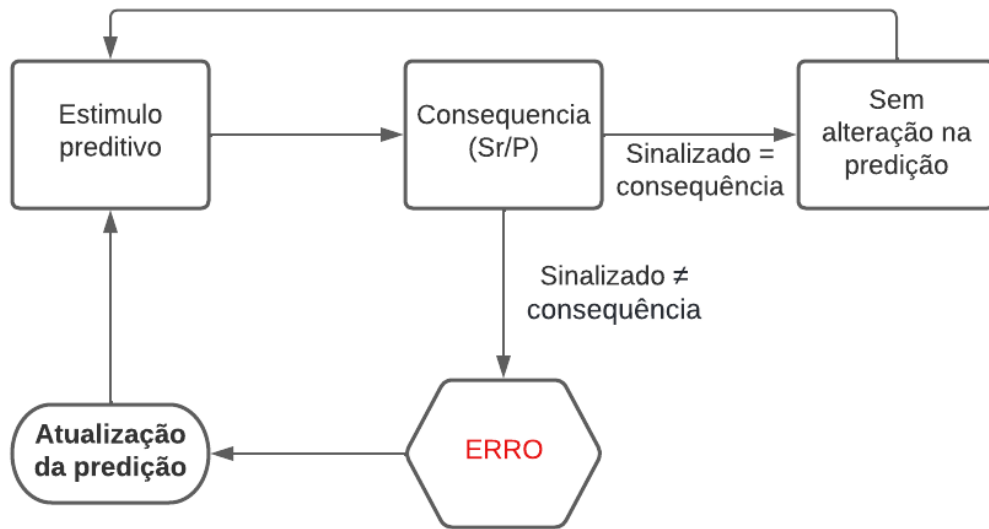 Estimulo
preditivo
Consequencia
(Sr/P)
Sinalizado =
consequência
Sem
alteração na
predição
Sinalizado ≠
consequência
ERRO
Atualização
da predição